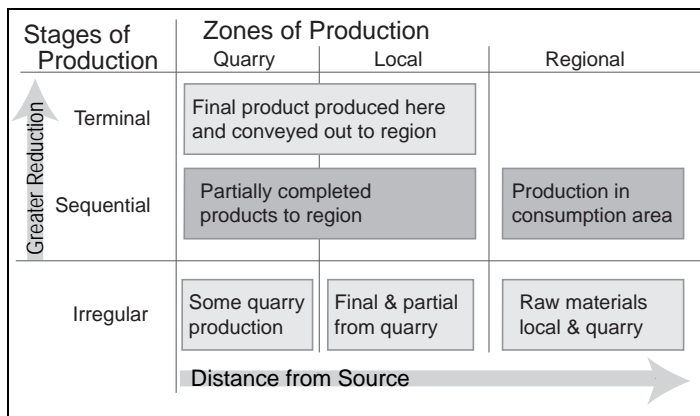 Stages of
Production
Zones of Production
Quarry
Local
Regional
Greater Reduction
Terminal
Final product produced here
and conveyed out to region
Sequential
Partially completed
products to region
Production in
consumption area
Irregular
Some quarry
production
Final & partial
from quarry
Raw materials
local & quarry
Distance from Source